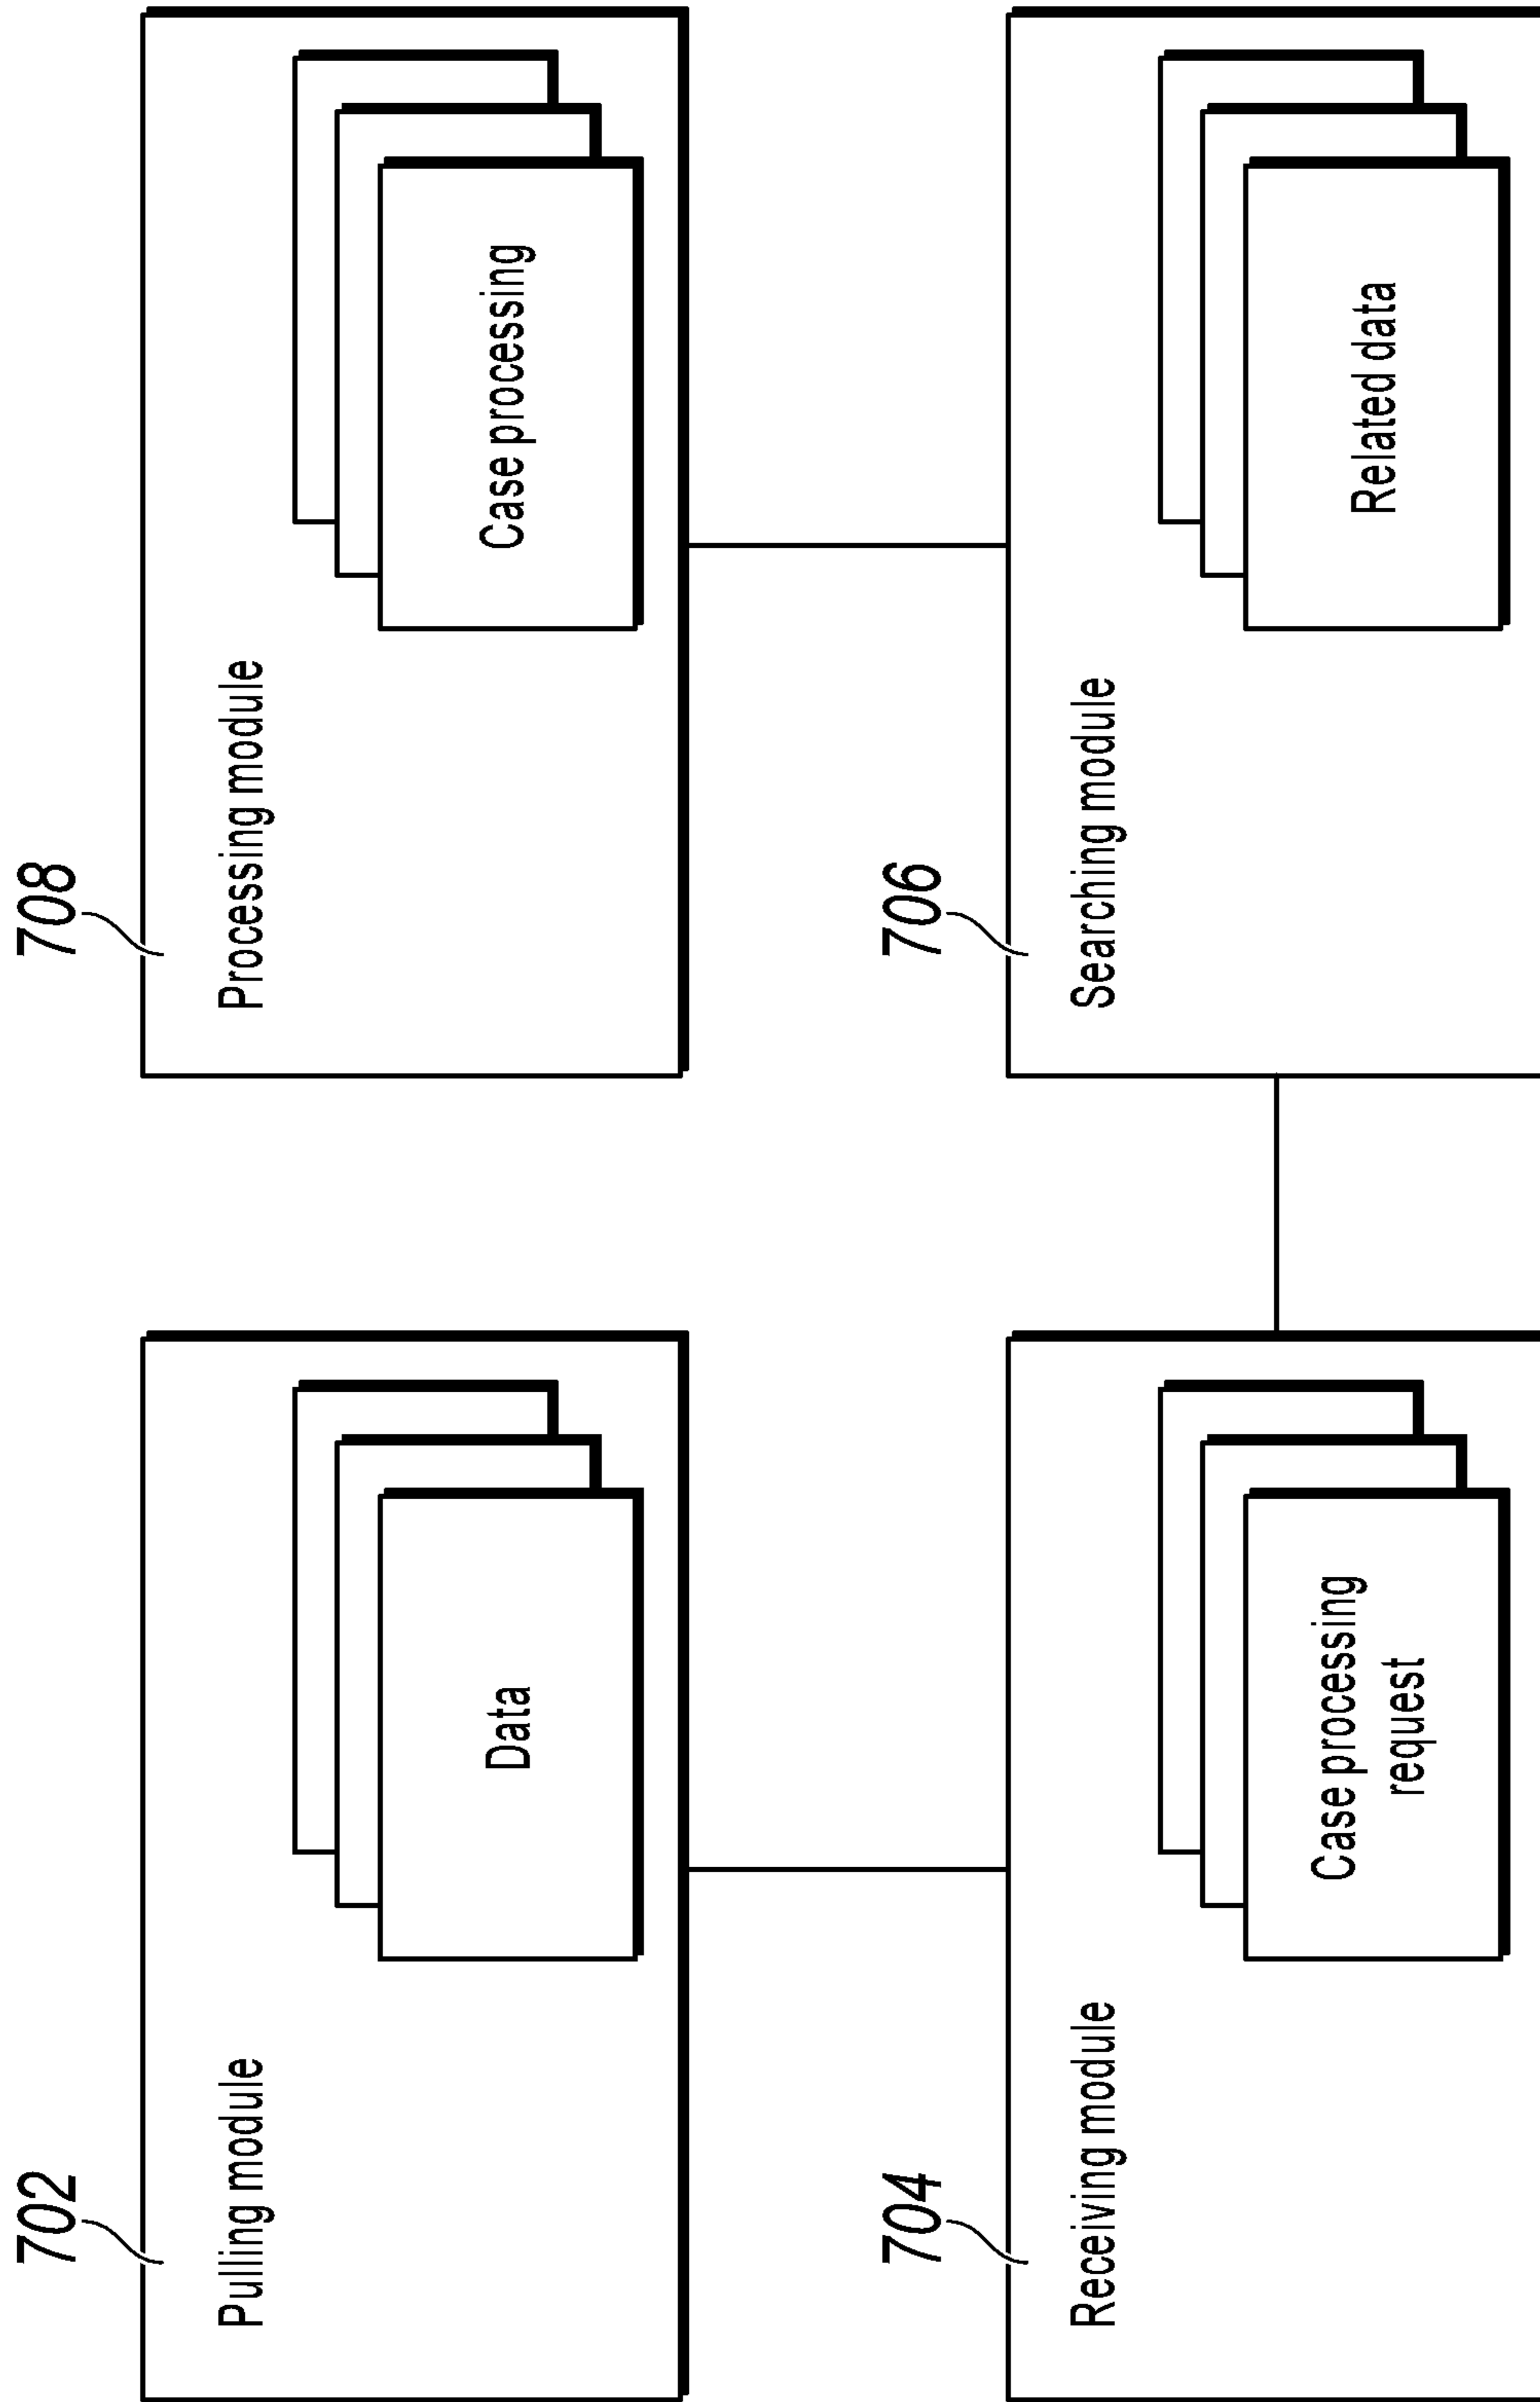 702
Pulling module
Data
708
Processing module
Case processing
704
Receiving module
Case processing
request
706
Searching module
Related data